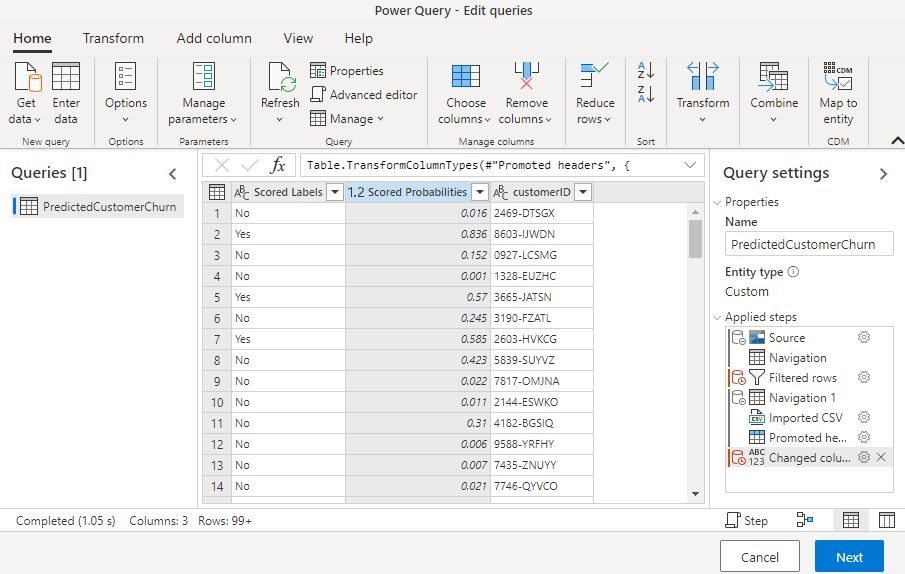 Power Query - Edit queries
Home Transform Add column View Help
Get data Enter data Options Manage parameters Refresh Properties Advanced editor Manage Choose columns Remove columns Reduce rows A Z Z A Transform Combine CDM Map to entity
New query Options Parameters Query Manage columns Sort CDM
Queries [1]
PredictedCustomerChurn
fx Table.TransformColumnTypes(#"Promoted headers", {
ABC Scored Labels 1.2 Scored Probabilities ABC customerID
1 No 0.016 2469-DTSGX
2 Yes 0.836 8603-IJWDN
3 No 0.152 0927-LCSMG
4 No 0.001 1328-EUZHC
5 Yes 0.57 3665-JATSN
6 No 0.245 3190-FZATL
7 Yes 0.585 2603-HVKCG
8 No 0.423 5839-SUYVZ
9 No 0.022 7817-OMJNA
10 No 0.011 2144-ESWKO
11 No 0.31 4182-BGSIQ
12 No 0.006 9588-YRFHY
13 No 0.007 7435-ZNUYY
14 No 0.021 7746-QYVCO
Query settings
Properties
Name
PredictedCustomerChurn
Entity type
Custom
Applied steps
Source
Navigation
Filtered rows
Navigation 1
CSV Imported CSV
Promoted he...
ABC 123 Changed colu...
Completed (1.05 s) Columns: 3 Rows: 99+ Step
Cancel Next